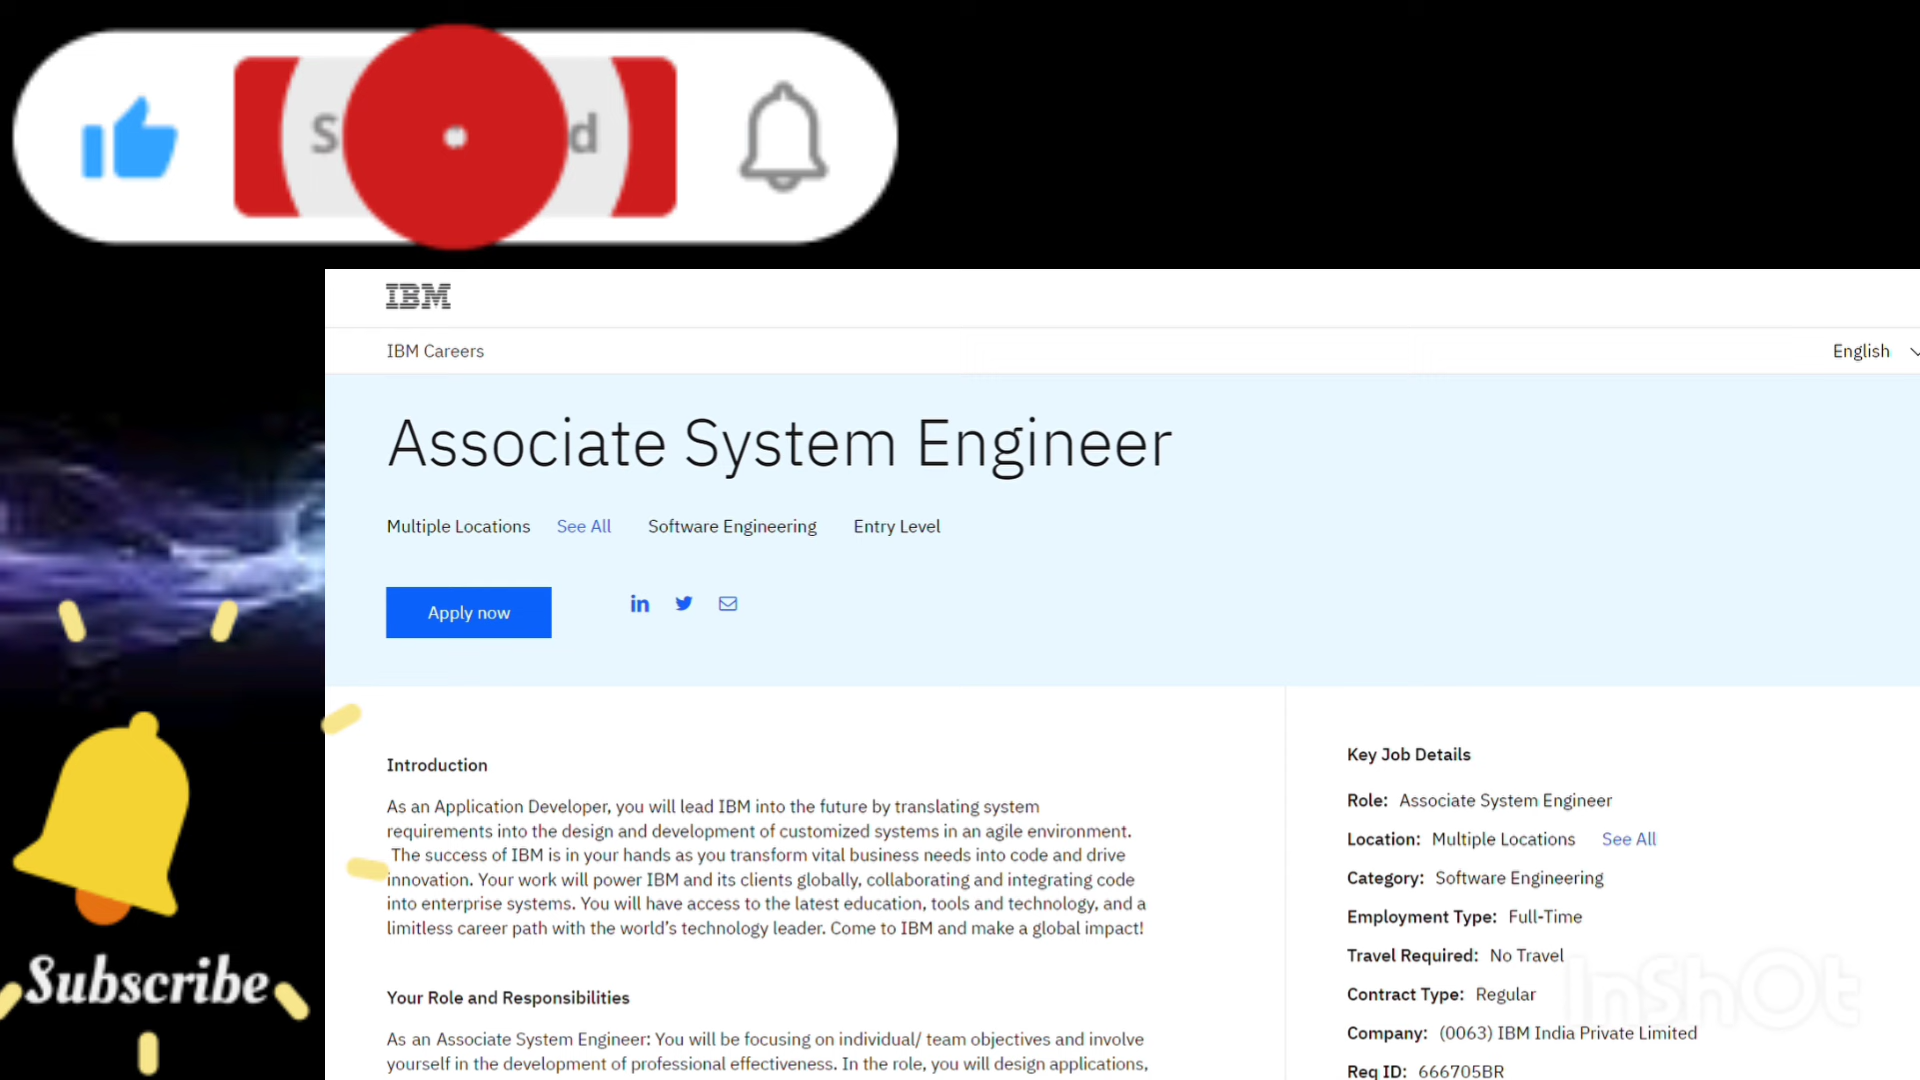 S d
IBM
IBM Careers
English
Associate System Engineer
Multiple Locations See All Software Engineering Entry Level
Apply now
in
Introduction
As an Application Developer, you will lead IBM into the future by translating system
requirements into the design and development of customized systems in an agile environment.
The success of IBM is in your hands as you transform vital business needs into code and drive
innovation. Your work will power IBM and its clients globally, collaborating and integrating code
into enterprise systems. You will have access to the latest education, tools and technology, and a
limitless career path with the world's technology leader. Come to IBM and make a global impact!
Your Role and Responsibilities
As an Associate System Engineer: You will be focusing on individual/ team objectives and involve
yourself in the development of professional effectiveness. In the role, you will design applications,
Key Job Details
Role: Associate System Engineer
Location: Multiple Locations See All
Category: Software Engineering
Employment Type: Full-Time
Travel Required: No Travel
Contract Type: Regular
Company: (0063) IBM India Private Limited
Req ID: 666705BR
Subscribe
InShOt